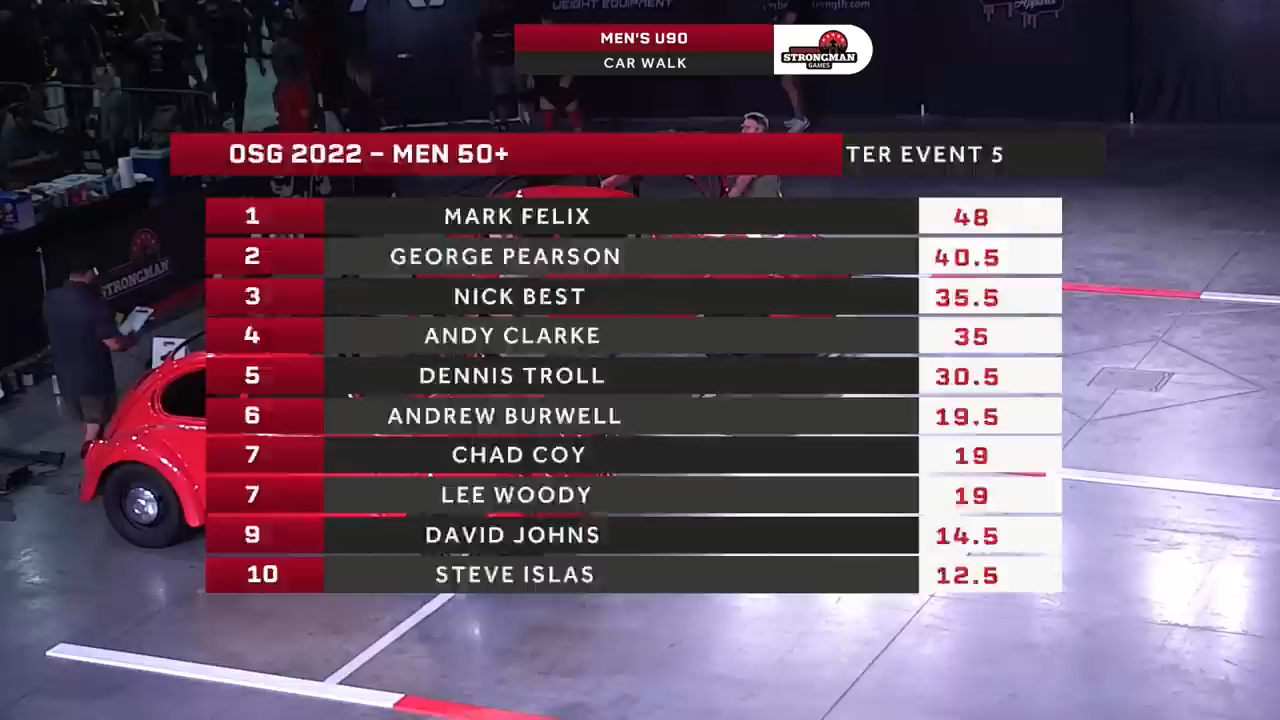 WEIGHT EQUIPMENT
MEN'S U90
CAR WALK
STRONGMAN
GAMES
OSG 2022 – MEN 50+
TER EVENT 5
1 MARK FELIX 48
2 GEORGE PEARSON 40.5
3 NICK BEST 35.5
4 ANDY CLARKE 35
5 DENNIS TROLL 30.5
6 ANDREW BURWELL 19.5
7 CHAD COY 19
7 LEE WOODY 19
9 DAVID JOHNS 14.5
10 STEVE ISLAS 12.5
STRONGMAN